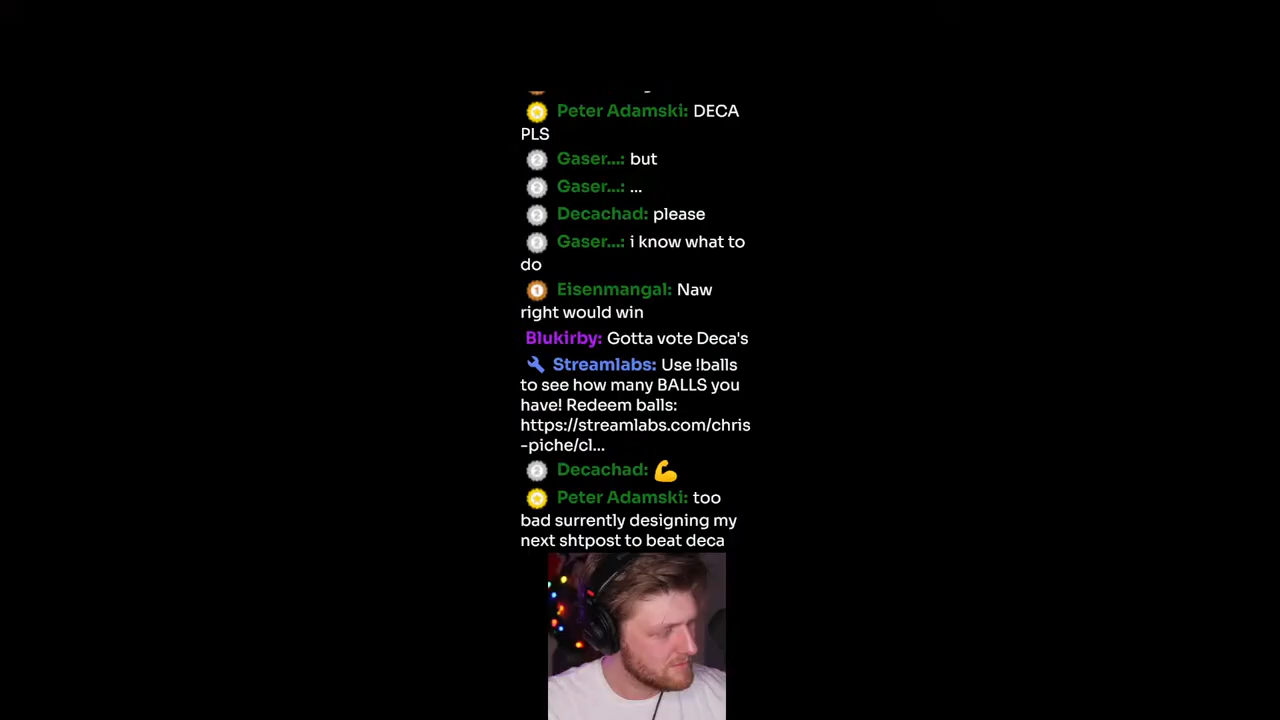 Peter Adamski: DECA
PLS
Gaser...: but
Gaser...: ...
Decachad: please
Gaser...: i know what to
do
Eisenmangal: Naw
right would win
Blukirby: Gotta vote Deca's
Streamlabs: Use !balls
to see how many BALLS you
have! Redeem balls:
https://streamlabs.com/chris
-piche/cl...
Decachad: 💪
Peter Adamski: too
bad surrently designing my
next shtpost to beat deca